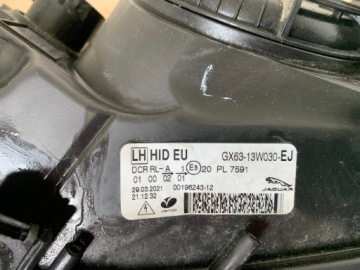 LH HID EU GX63-13W030-EJ
DCR RL-A 1 E8 20 PL 7591
01 00 02 01
29.03.2021 00196243-12
21.12.32
JAGUAR